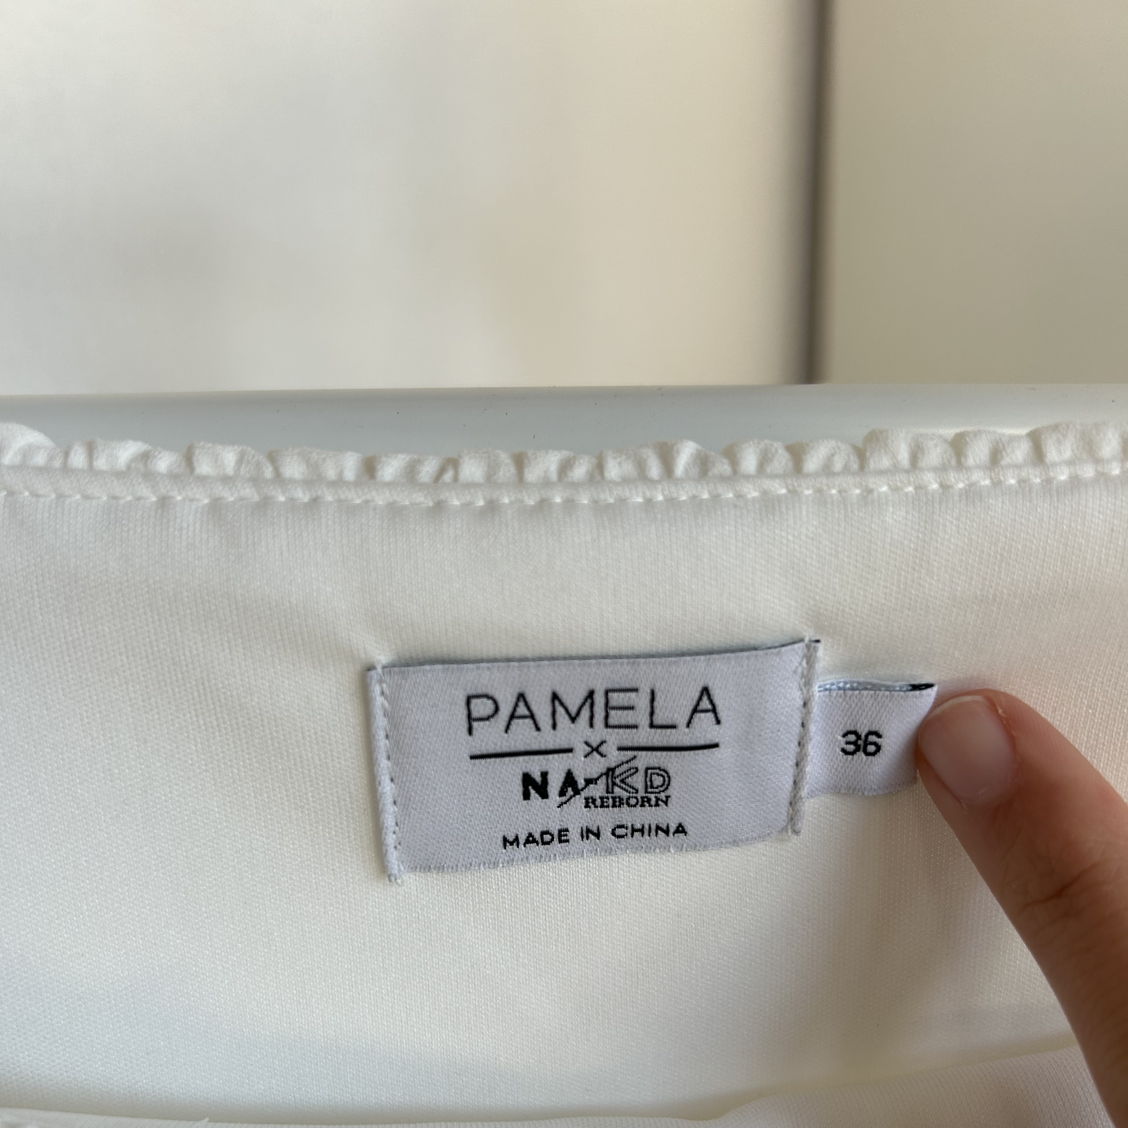 PAMELA
×
NA-KD
REBORN
MADE IN CHINA
36